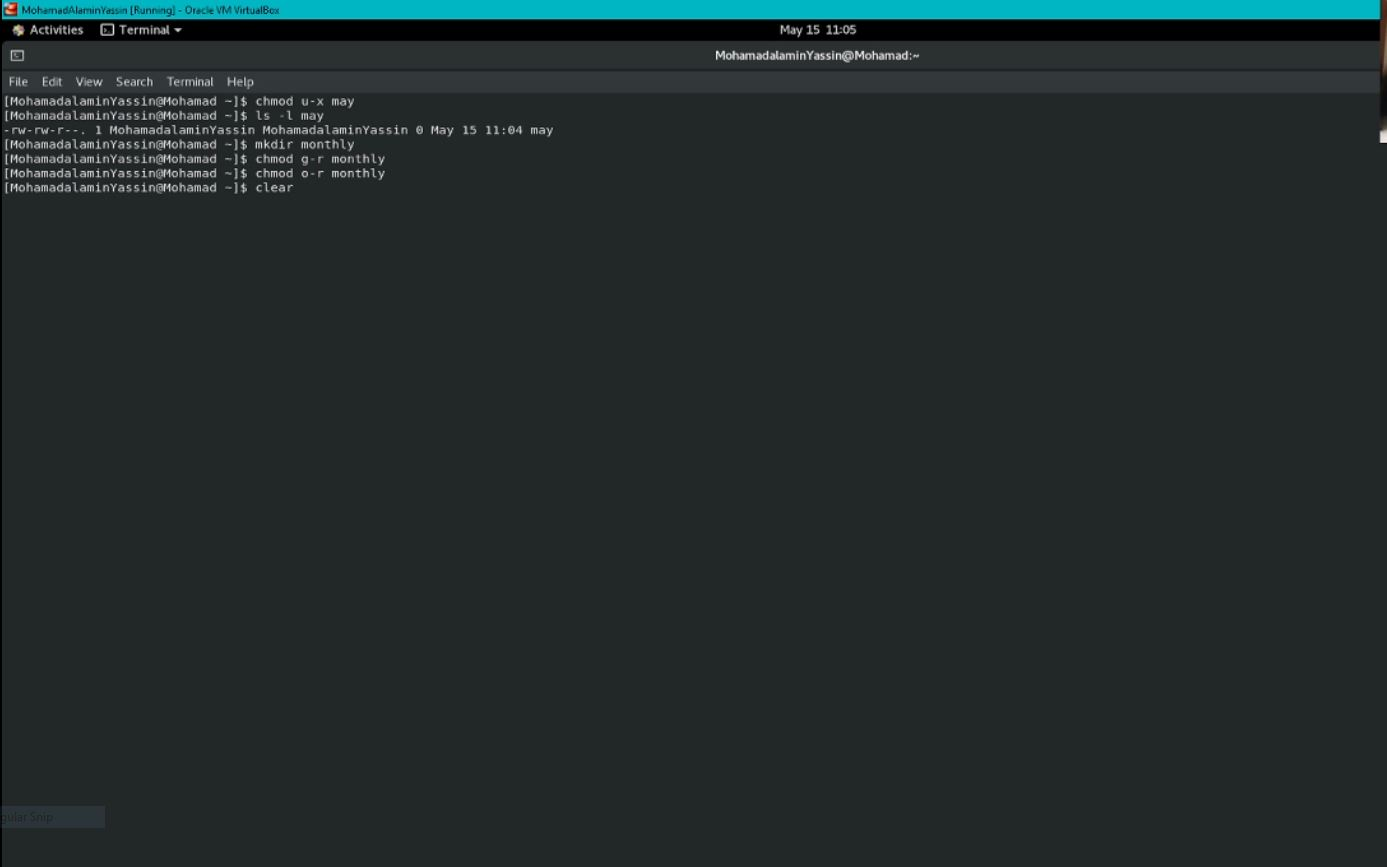 MohamadAlaminYassin [Running] - Oracle VM VirtualBox
Activities Terminal May 15 11:05
MohamadalaminYassin@Mohamad:~
File Edit View Search Terminal Help
[MohamadalaminYassin@Mohamad ~]$ chmod u-x may
[MohamadalaminYassin@Mohamad ~]$ ls -l may
-rw-rw-r--. 1 MohamadalaminYassin MohamadalaminYassin 0 May 15 11:04 may
[MohamadalaminYassin@Mohamad ~]$ mkdir monthly
[MohamadalaminYassin@Mohamad ~]$ chmod g-r monthly
[MohamadalaminYassin@Mohamad ~]$ chmod o-r monthly
[MohamadalaminYassin@Mohamad ~]$ clear
gular Snip